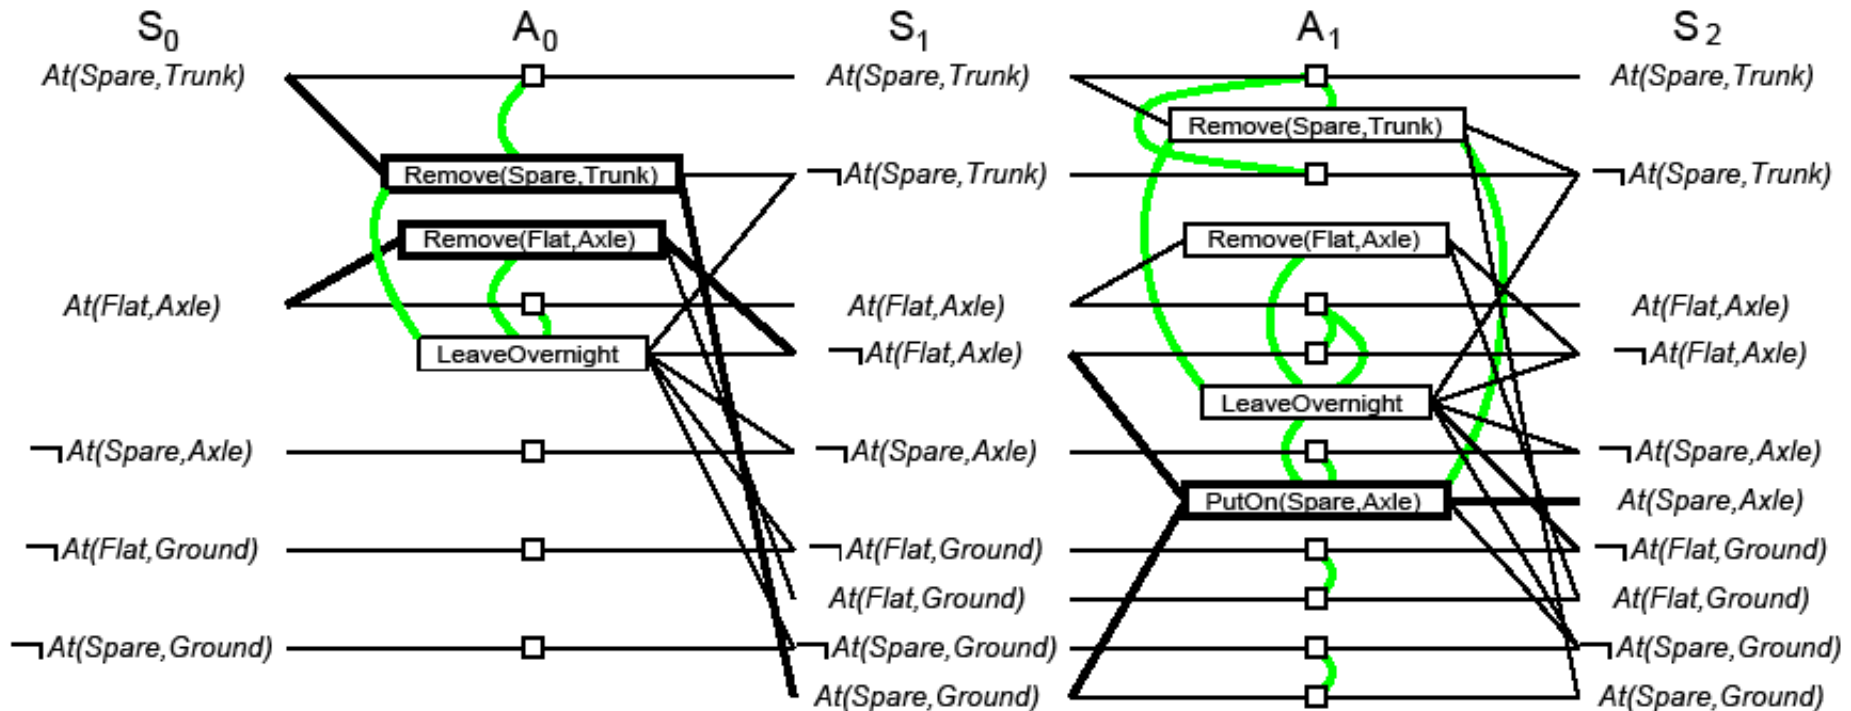 S0 A0 S1 A1 S2
At(Spare,Trunk) At(Spare,Trunk) At(Spare,Trunk)
Remove(Spare,Trunk)
Remove(Spare,Trunk) ¬At(Spare,Trunk) ¬At(Spare,Trunk)
Remove(Flat,Axle) Remove(Flat,Axle)
At(Flat,Axle) At(Flat,Axle) At(Flat,Axle)
LeaveOvernight ¬At(Flat,Axle) ¬At(Flat,Axle)
LeaveOvernight
¬At(Spare,Axle) ¬At(Spare,Axle) ¬At(Spare,Axle)
PutOn(Spare,Axle) At(Spare,Axle)
¬At(Flat,Ground) ¬At(Flat,Ground) ¬At(Flat,Ground)
At(Flat,Ground) At(Flat,Ground)
¬At(Spare,Ground) ¬At(Spare,Ground) ¬At(Spare,Ground)
At(Spare,Ground) At(Spare,Ground)